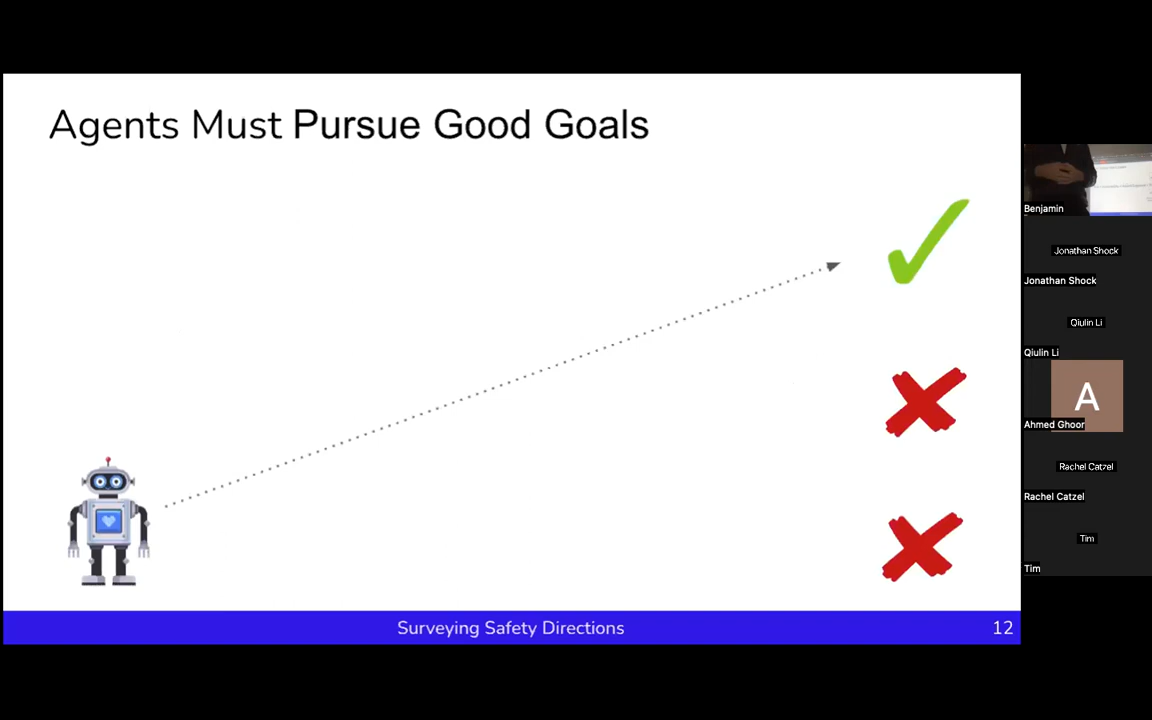 Agents Must Pursue Good Goals
Surveying Safety Directions
12
Benjamin
Jonathan Shock
Jonathan Shock
Qiulin Li
Qiulin Li
A
Ahmed Ghoor
Rachel Catzel
Rachel Catzel
Tim
Tim